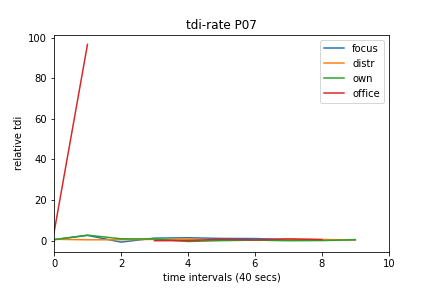 tdi-rate P07
100
80
60
40
20
0
relative tdi
focus
distr
own
office
0 2 4 6 8 10
time intervals (40 secs)